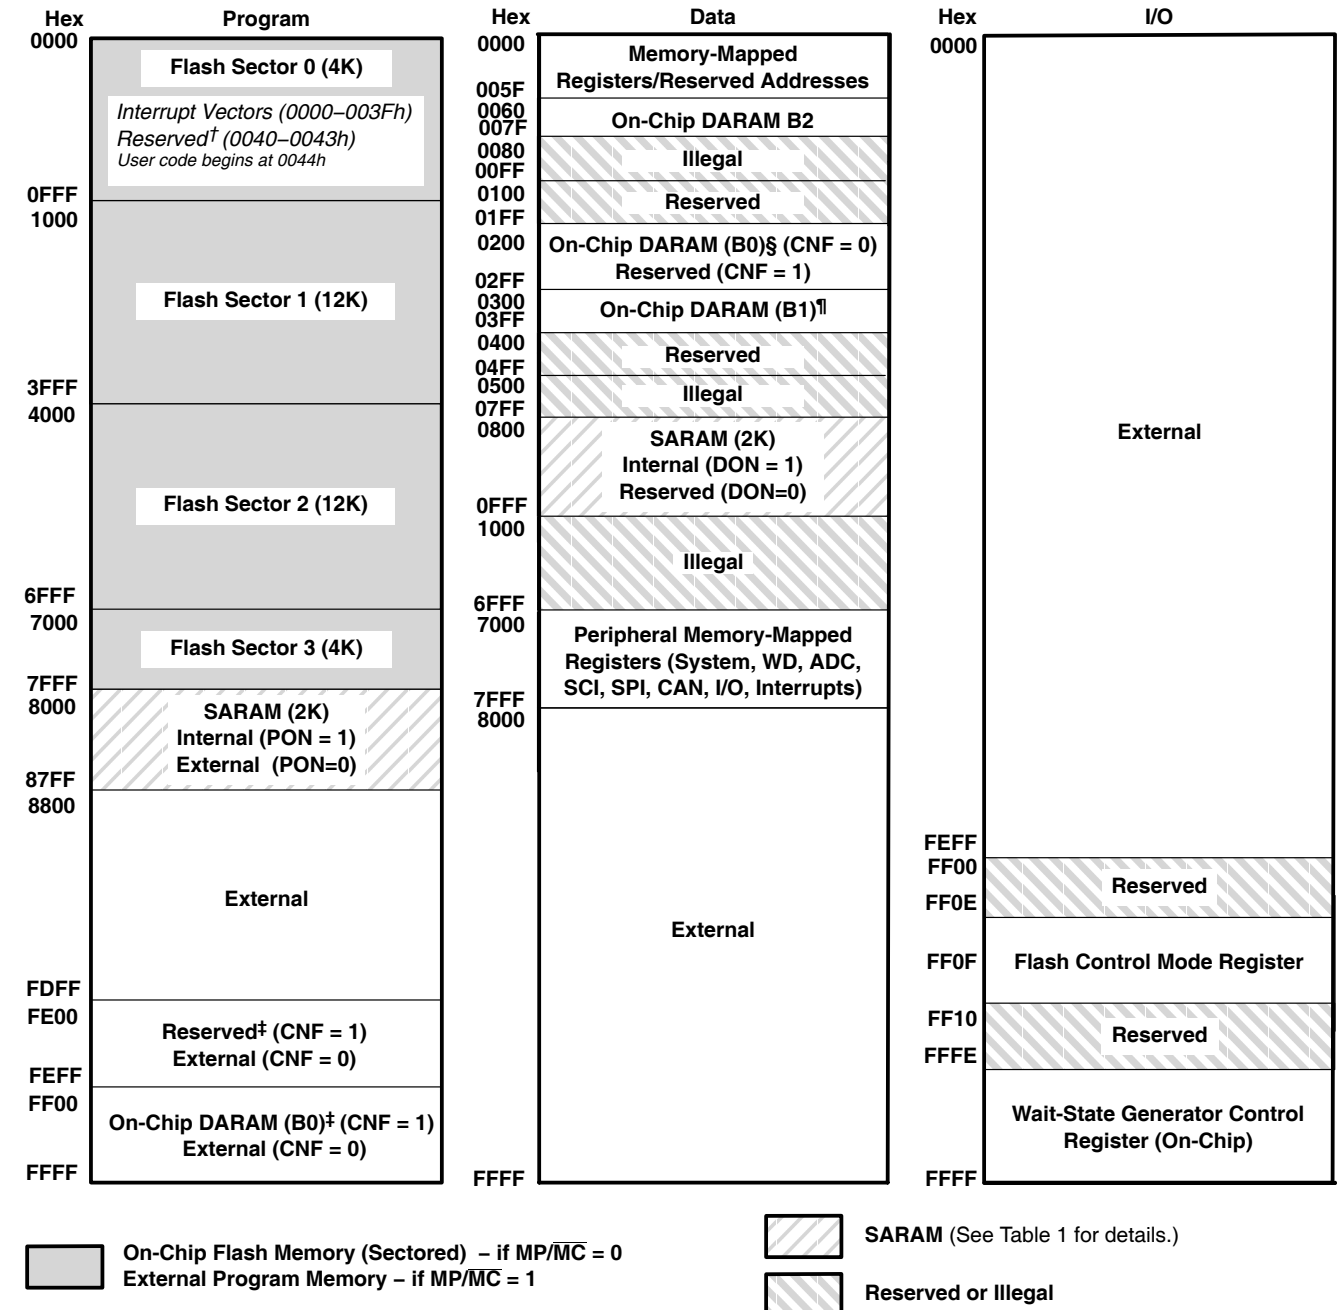 Hex Program
0000
Flash Sector 0 (4K)
Interrupt Vectors (0000–003Fh)
Reserved† (0040–0043h)
User code begins at 0044h
0FFF
1000
Flash Sector 1 (12K)
3FFF
4000
Flash Sector 2 (12K)
6FFF
7000
Flash Sector 3 (4K)
7FFF
8000
SARAM (2K)
Internal (PON = 1)
External (PON=0)
87FF
8800
External
FDFF
FE00
Reserved‡ (CNF = 1)
External (CNF = 0)
FEFF
FF00
On-Chip DARAM (B0)‡ (CNF = 1)
External (CNF = 0)
FFFF
Hex Data
0000
Memory-Mapped
Registers/Reserved Addresses
005F
0060
On-Chip DARAM B2
007F
0080
Illegal
00FF
0100
Reserved
01FF
0200
On-Chip DARAM (B0)§ (CNF = 0)
Reserved (CNF = 1)
02FF
0300
On-Chip DARAM (B1)¶
03FF
0400
Reserved
04FF
0500
Illegal
07FF
0800
SARAM (2K)
Internal (DON = 1)
Reserved (DON=0)
0FFF
1000
Illegal
6FFF
7000
Peripheral Memory-Mapped
Registers (System, WD, ADC,
SCI, SPI, CAN, I/O, Interrupts)
7FFF
8000
External
FFFF
Hex I/O
0000
External
FEFF
FF00
Reserved
FF0E
FF0F
Flash Control Mode Register
FF10
Reserved
FFFE
Wait-State Generator Control
Register (On-Chip)
FFFF
On-Chip Flash Memory (Sectored) – if MP/M̅C̅ = 0
External Program Memory – if MP/M̅C̅ = 1
SARAM (See Table 1 for details.)
Reserved or Illegal